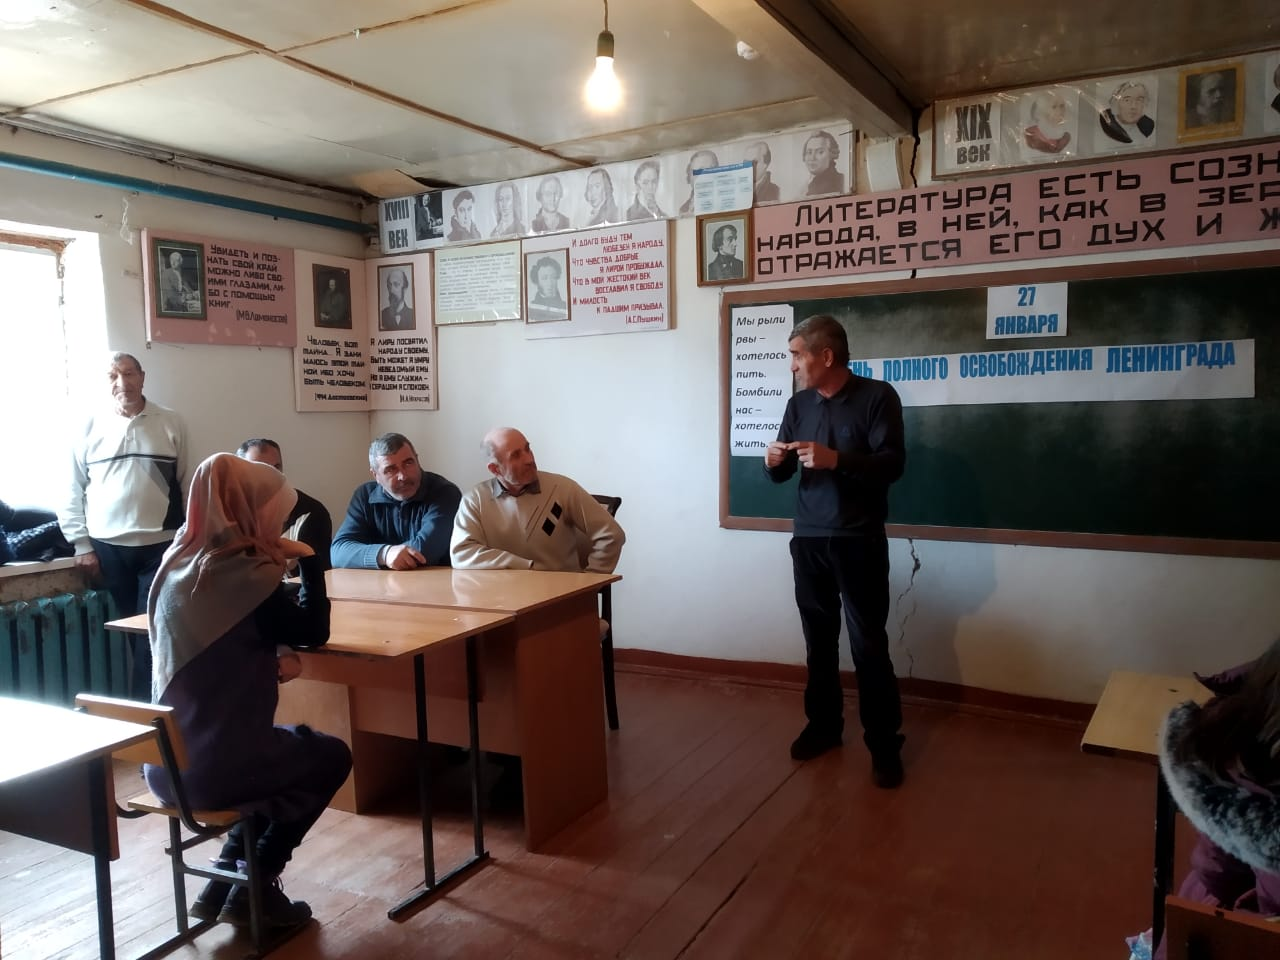 XVIII
ВЕК
XIX
век
ЛИТЕРАТУРА ЕСТЬ СОЗН
НАРОДА, В НЕЙ, КАК В ЗЕР
ОТРАЖАЕТСЯ ЕГО ДУХ И Ж
Увидеть и поз-
нать свой край
можно либо сво-
ими глазами, ли-
бо с помощью
книг.
(М.В.Ломоносов)
Человек, вот
тайна. Я зани
маюсь этой тай
ной ибо хочу
быть человеком.
(Ф.М.Достоевский)
Я лиру посвятил
народу своему.
Быть может я умру
неведомый ему
Но я ему служил –
сердцем я спокоен.
(Н.А.Некрасов)
И долго буду тем
любезен я народу,
Что чувства добрые
я лирой пробуждал,
Что в мой жестокий век
восславил я свободу
И милость
к падшим призывал.
(А.С.Пушкин)
Мы рыли
рвы –
хотелось
пить.
Бомбили
нас –
хотелос
жить.
27
ЯНВАРЯ
НЬ ПОЛНОГО ОСВОБОЖДЕНИЯ ЛЕНИНГРАДА